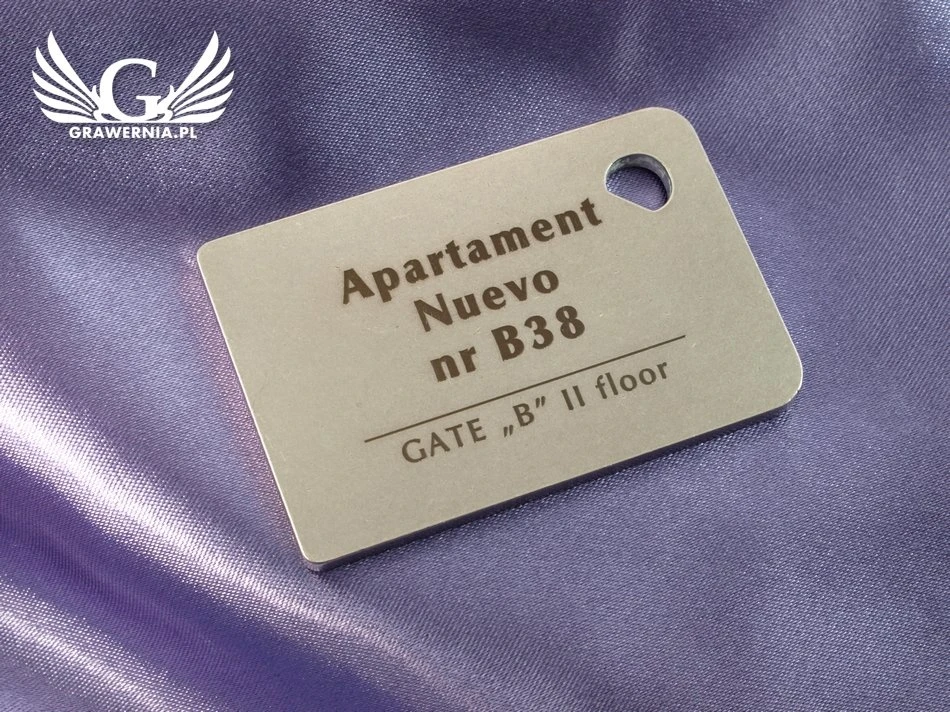 G
GRAWERNIA.PL
Apartament
Nuevo
nr B38
GATE „B” II floor